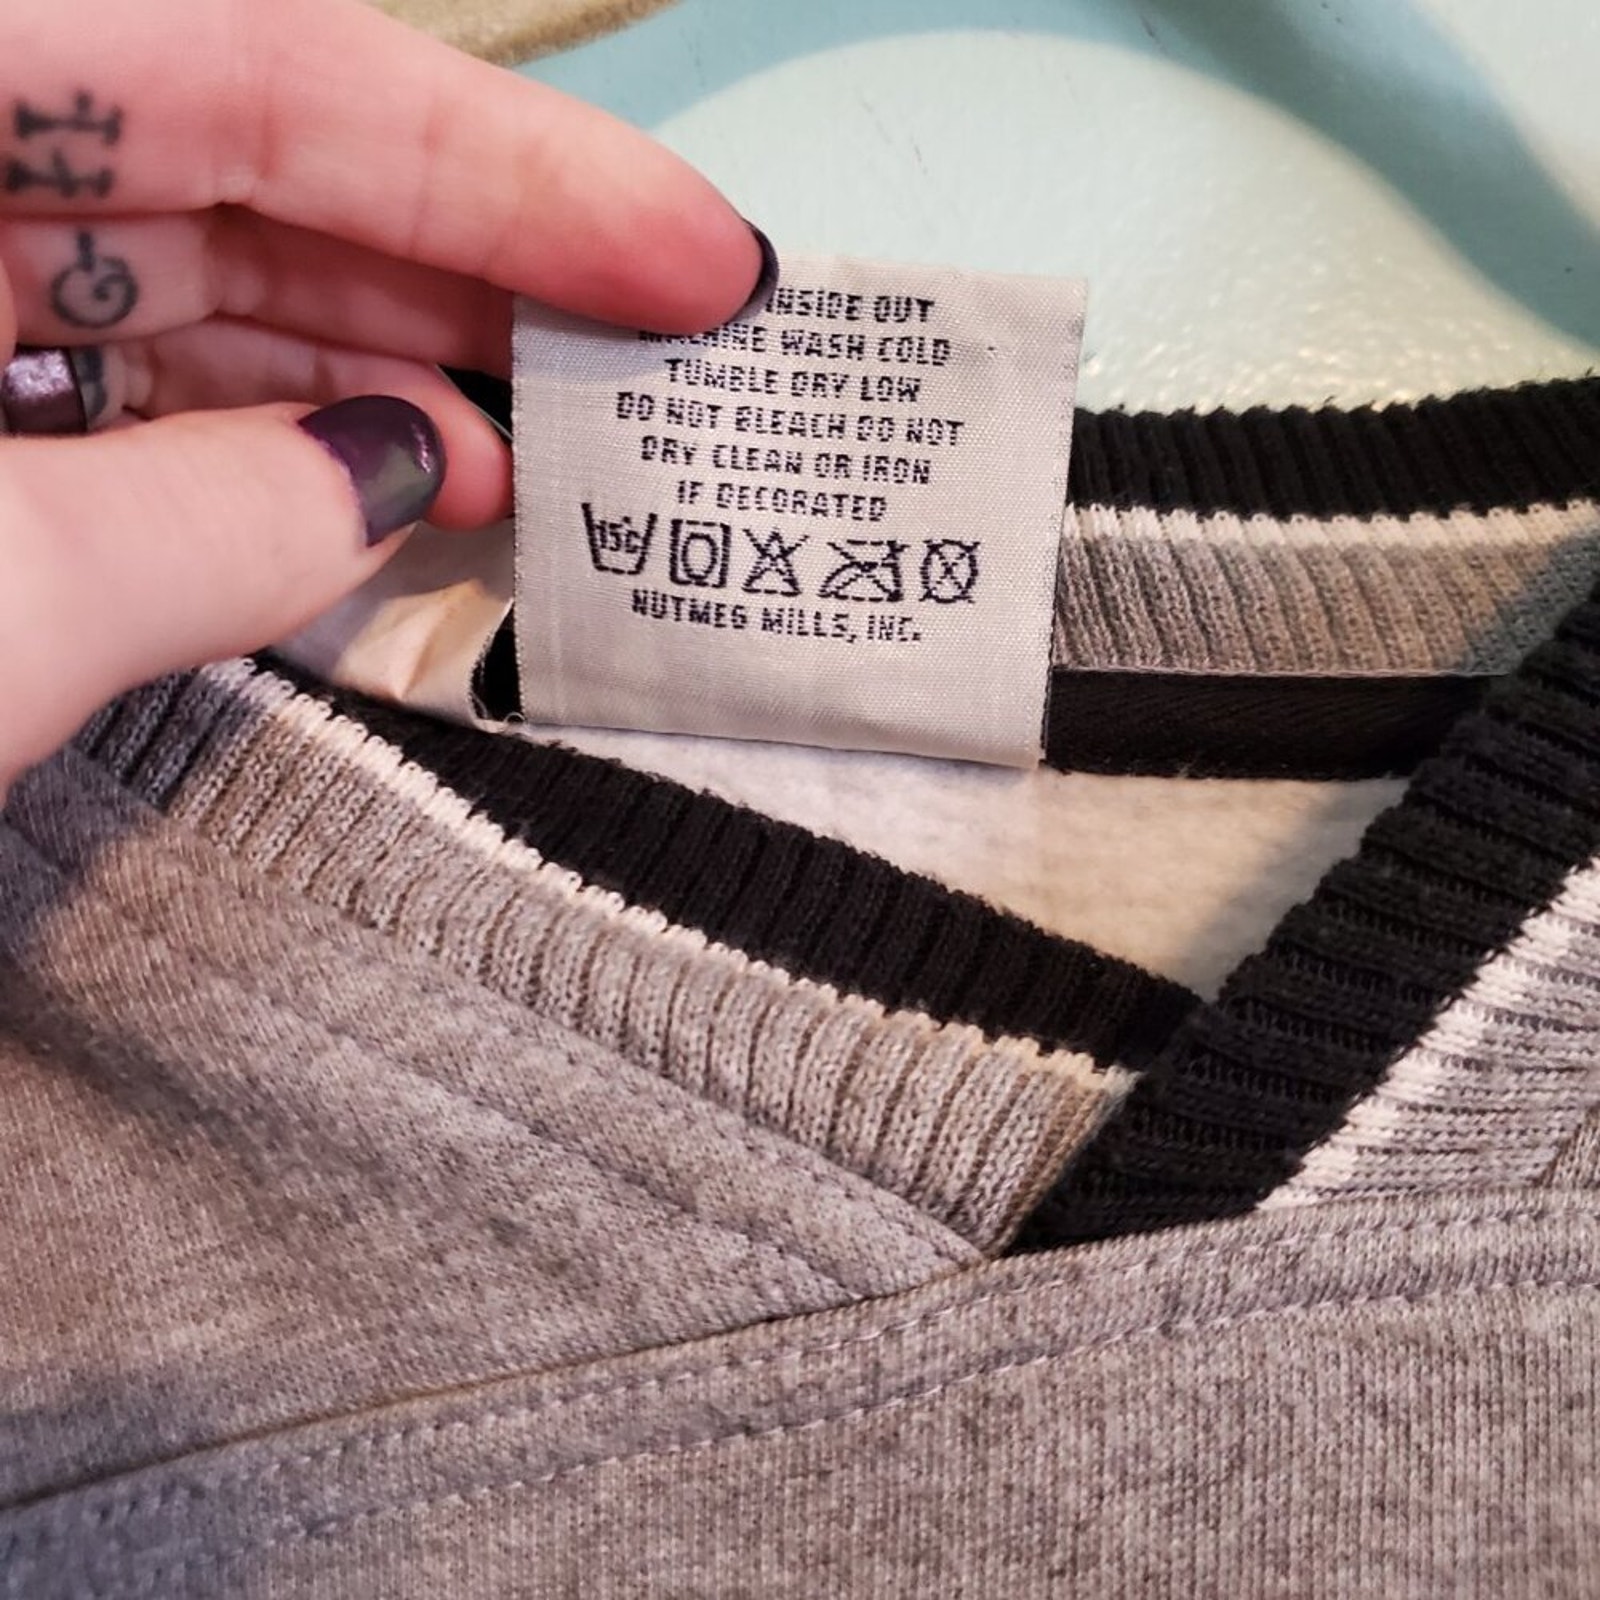 INSIDE OUT
MACHINE WASH COLD
TUMBLE DRY LOW
DO NOT BLEACH DO NOT
DRY CLEAN OR IRON
IF DECORATED
NUTMEG MILLS, INC.